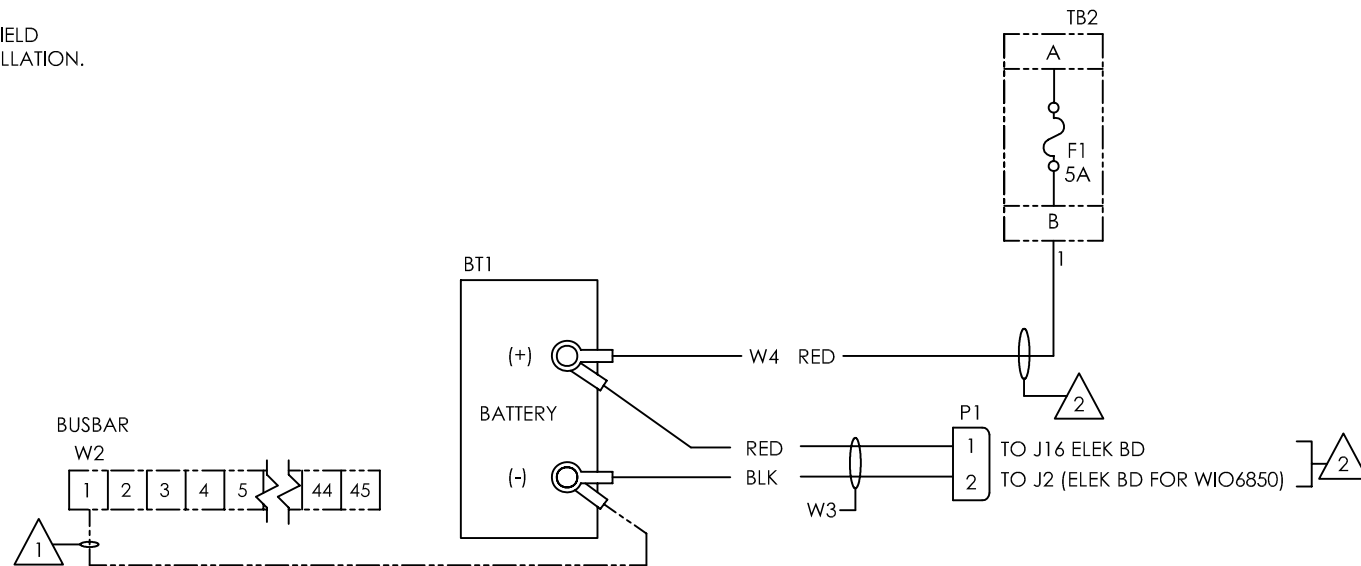 LLATION.
TB2
A
F1
5A
B
1
BT1
(+)
W4 RED
2
BATTERY
P1
BUSBAR
W2
RED
1 TO J16 ELEK BD
1 2 3 4 5 44 45
(-)
BLK
2 TO J2 (ELEK BD FOR WIO6850)
2
W3
1